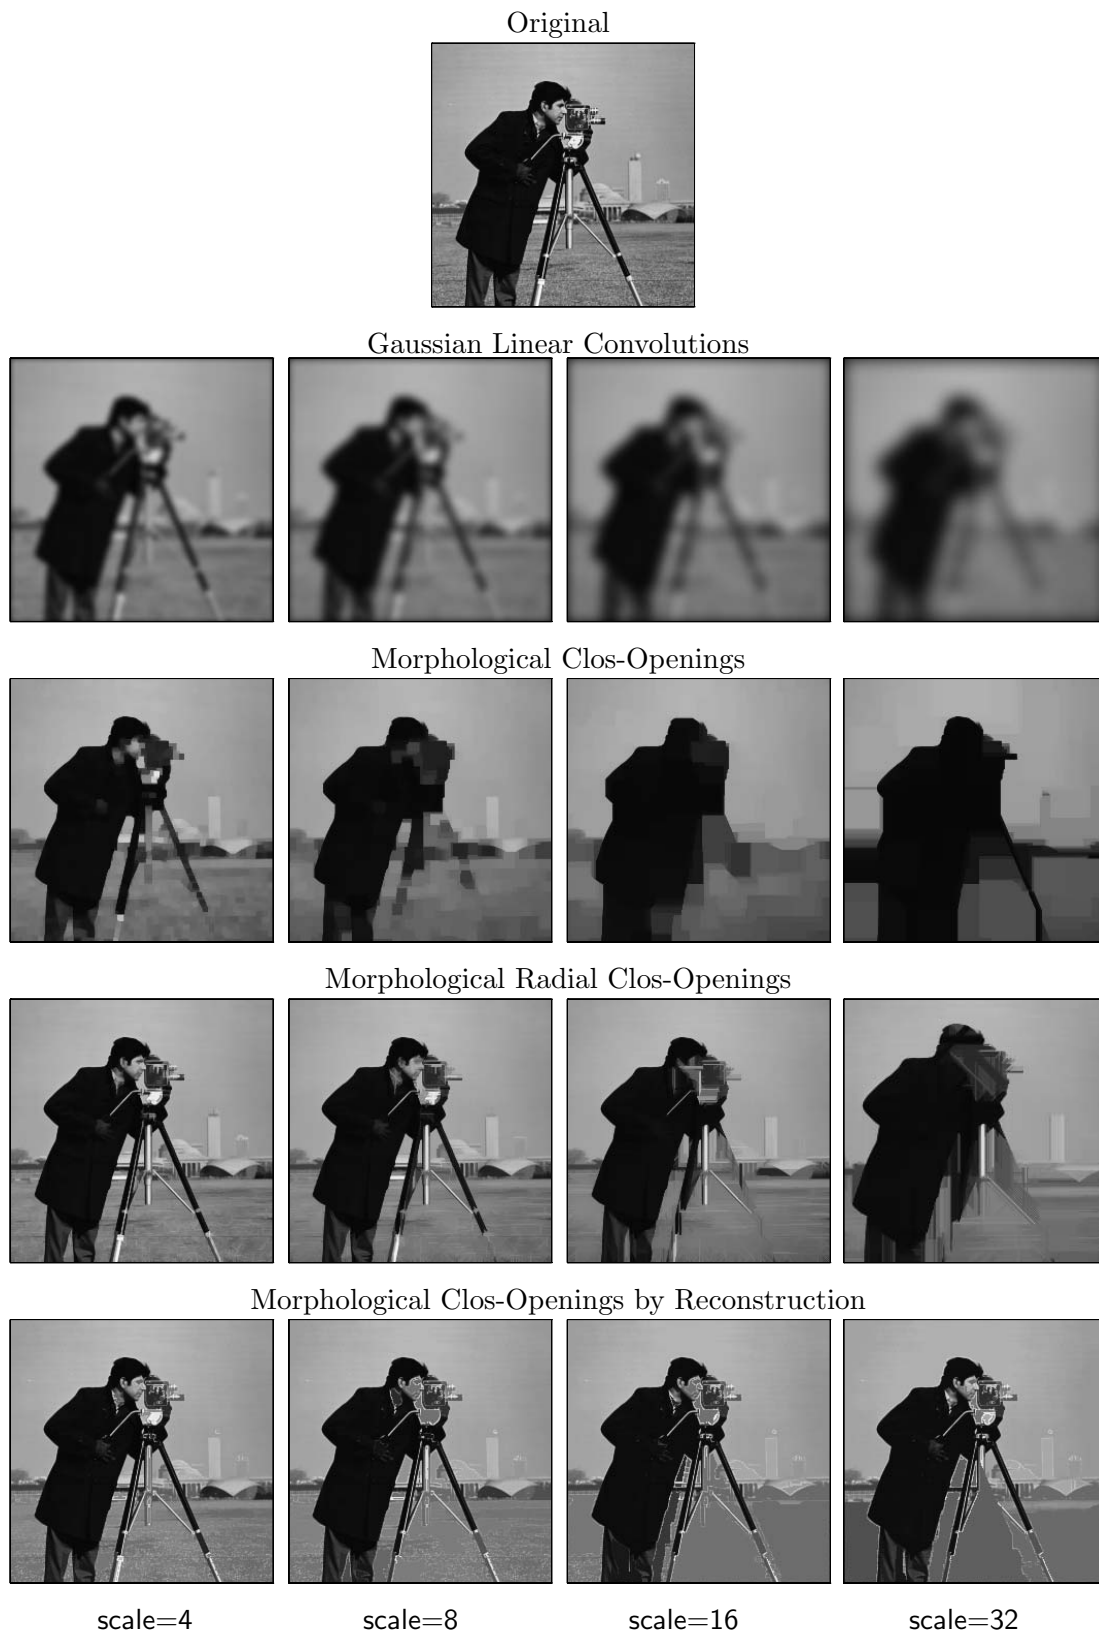 Original
Gaussian Linear Convolutions
Morphological Clos-Openings
Morphological Radial Clos-Openings
Morphological Clos-Openings by Reconstruction
scale=4 scale=8 scale=16 scale=32